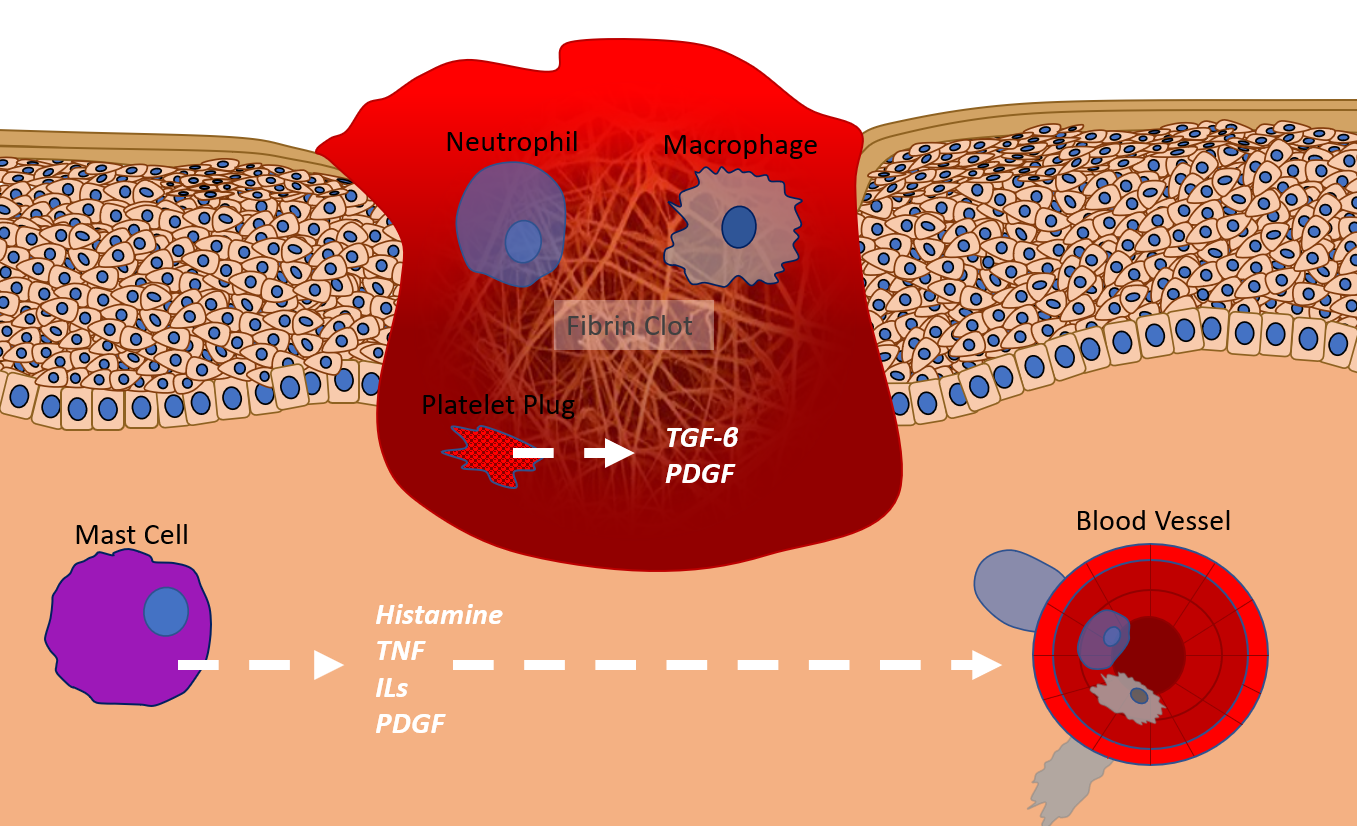 Neutrophil
Macrophage
Fibrin Clot
Platelet Plug
TGF-β
PDGF
Mast Cell
Blood Vessel
Histamine
TNF
ILs
PDGF